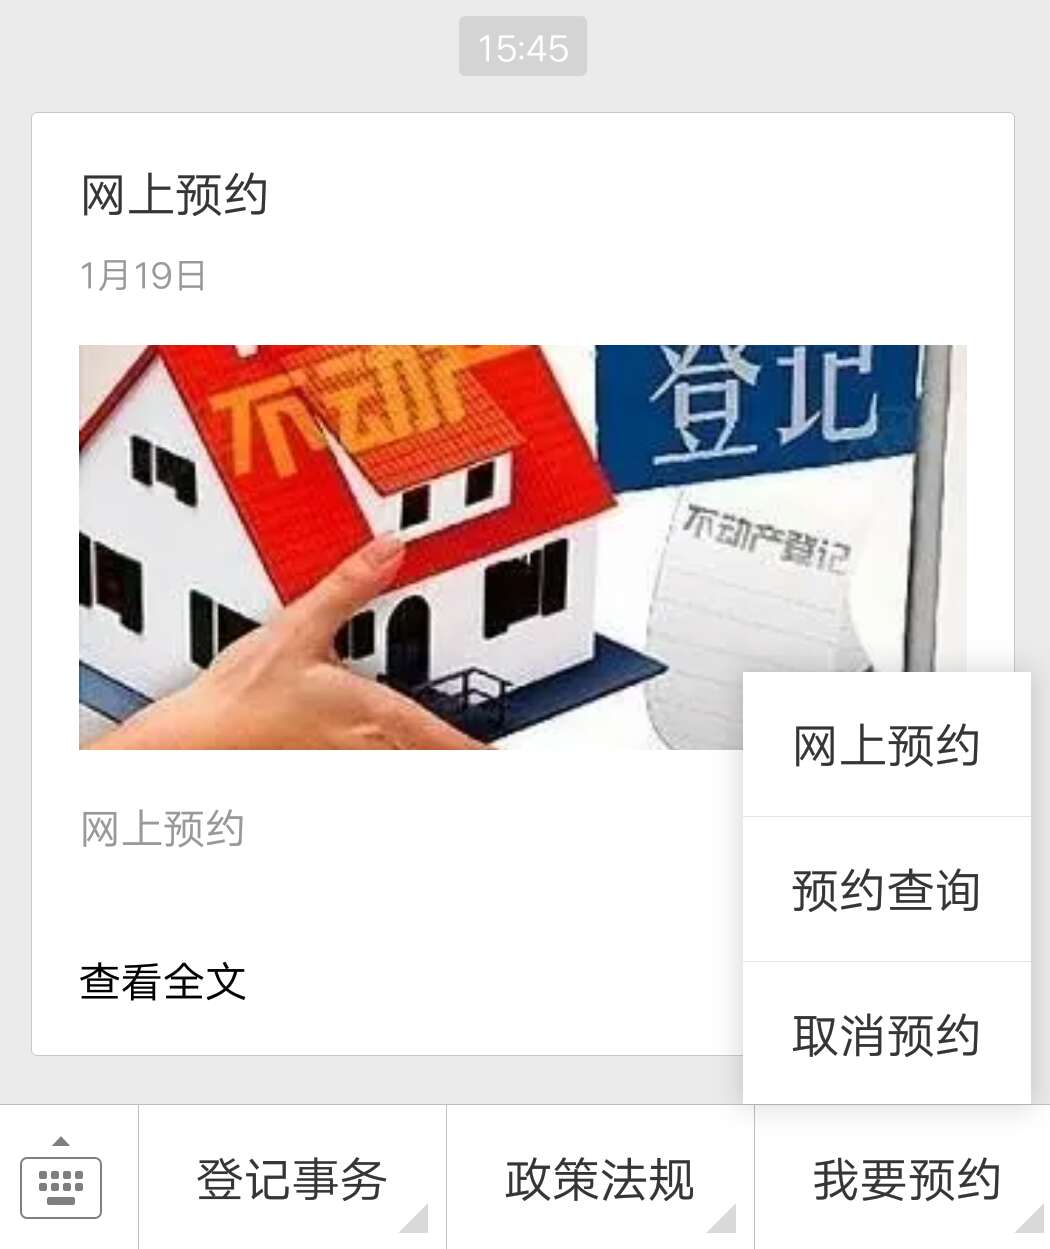 15:45
网上预约
1月19日
不动产
登记
不动产登记
网上预约
查看全文
网上预约
预约查询
取消预约
登记事务
政策法规
我要预约